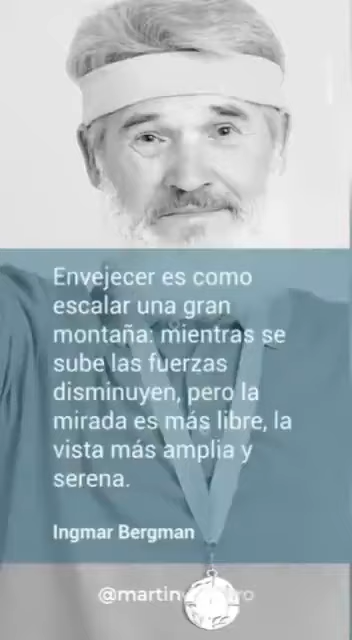 Envejecer es como
escalar una gran
montaña: mientras se
sube las fuerzas
disminuyen, pero la
mirada es más libre, la
vista más amplia y
serena.
Ingmar Bergman